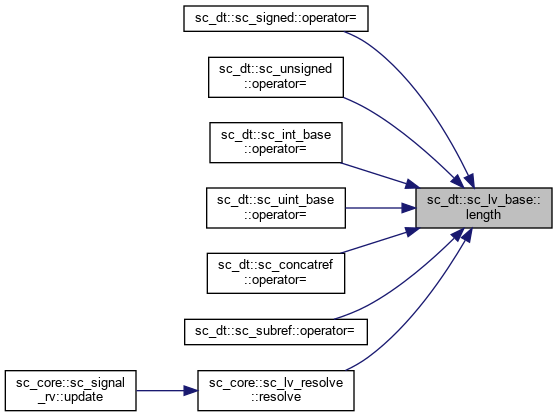 sc_dt::sc_signed::operator=
sc_dt::sc_unsigned
::operator=
sc_dt::sc_int_base
::operator=
sc_dt::sc_uint_base
::operator=
sc_dt::sc_lv_base::
length
sc_dt::sc_concatref
::operator=
sc_dt::sc_subref::operator=
sc_core::sc_signal
_rv::update
sc_core::sc_lv_resolve
::resolve